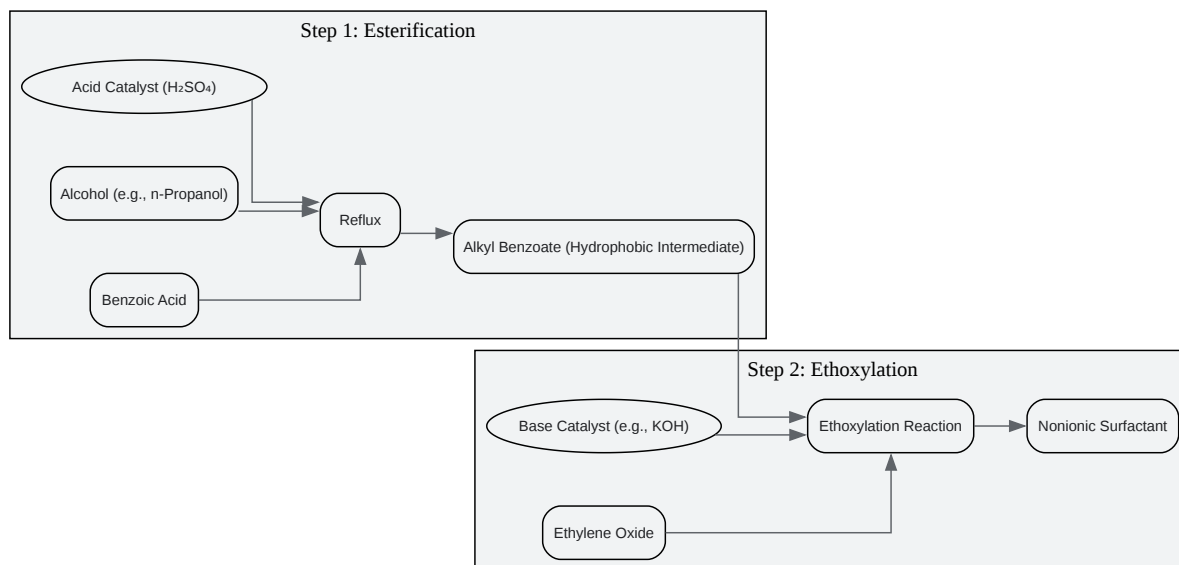 Step 1: Esterification
Acid Catalyst (H₂SO₄)
Alcohol (e.g., n-Propanol)
Reflux
Alkyl Benzoate (Hydrophobic Intermediate)
Benzoic Acid
Step 2: Ethoxylation
Base Catalyst (e.g., KOH)
Ethoxylation Reaction
Nonionic Surfactant
Ethylene Oxide